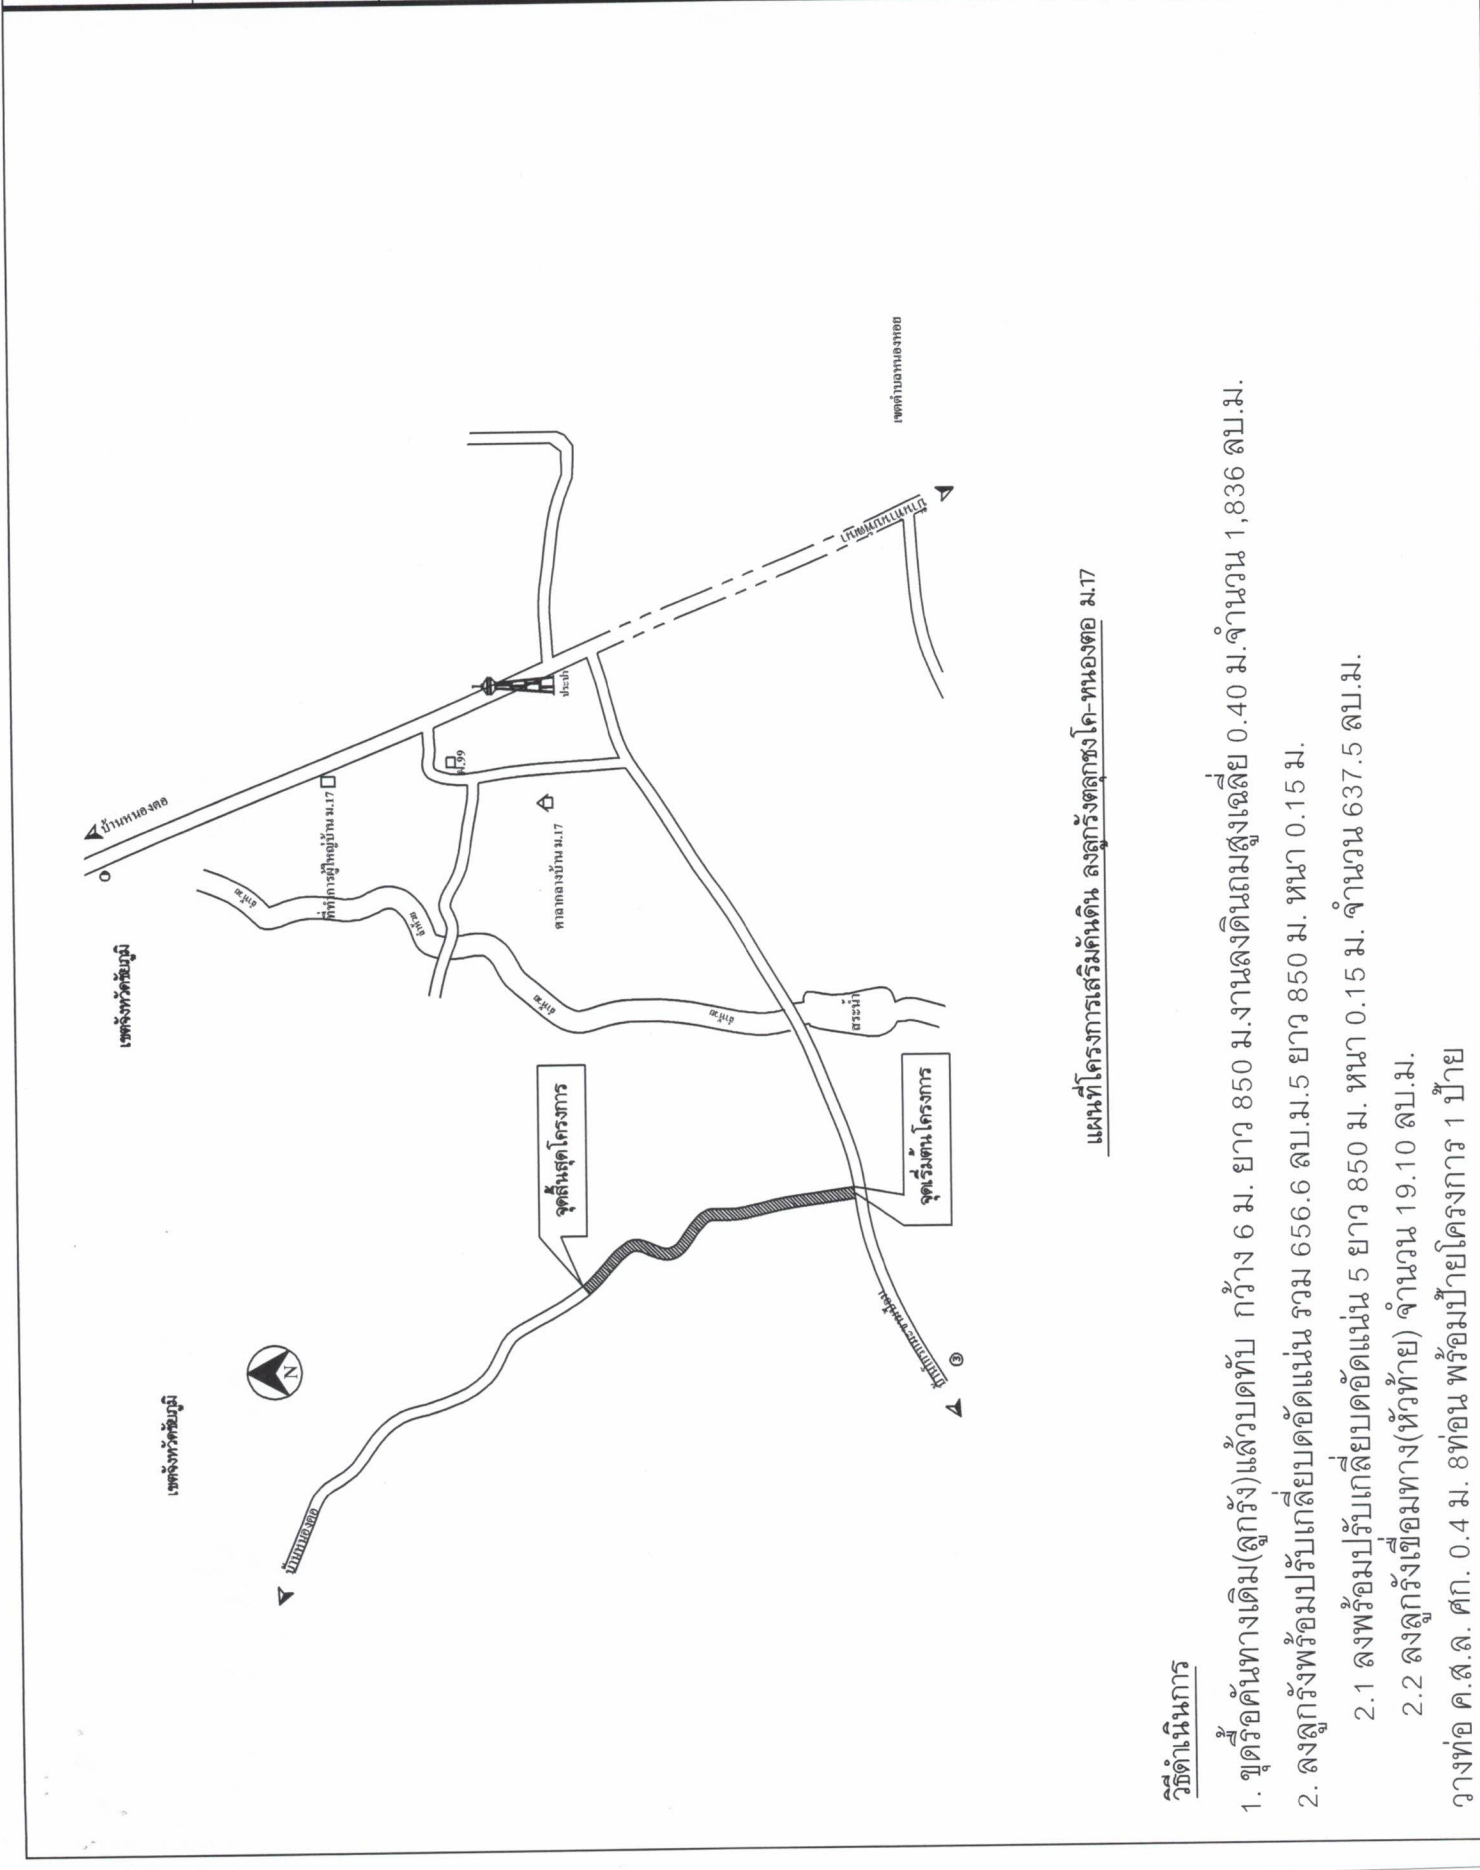 เขตจังหวัดชัยภูมิ
เขตจังหวัดชัยภูมิ
N
บ้านหนองตอ
บ้านหนองตอ
ที่ทำการผู้ใหญ่บ้าน ม.17
ลำห้วย
ลำห้วย
ลำห้วย
ลำห้วย
ม.99
ศาลากลางบ้าน ม.17
ประปา
จุดสิ้นสุดโครงการ
สระน้ำ
จุดเริ่มต้นโครงการ
เขตตำบลหนองหอย
แผนที่โครงการเสริมคันดิน ลงลูกรังตลุกชงโค-หนองตอ ม.17
วิธีดำเนินการ
1. ขุดรื้อคันทางเดิม(ลูกรัง)แล้วบดทับ กว้าง 6 ม. ยาว 850 ม.งานลงดินถมสูงเฉลี่ย 0.40 ม.จำนวน 1,836 ลบ.ม.
2. ลงลูกรังพร้อมปรับเกลี่ยบดอัดแน่น รวม 656.6 ลบ.ม.5 ยาว 850 ม. หนา 0.15 ม.
2.1 ลงพร้อมปรับเกลี่ยบดอัดแน่น 5 ยาว 850 ม. หนา 0.15 ม. จำนวน 637.5 ลบ.ม.
2.2 ลงลูกรังเชื่อมทาง(หัวท้าย) จำนวน 19.10 ลบ.ม.
วางท่อ ค.ส.ล. ศก. 0.4 ม. 8ท่อน พร้อมป้ายโครงการ 1 ป้าย